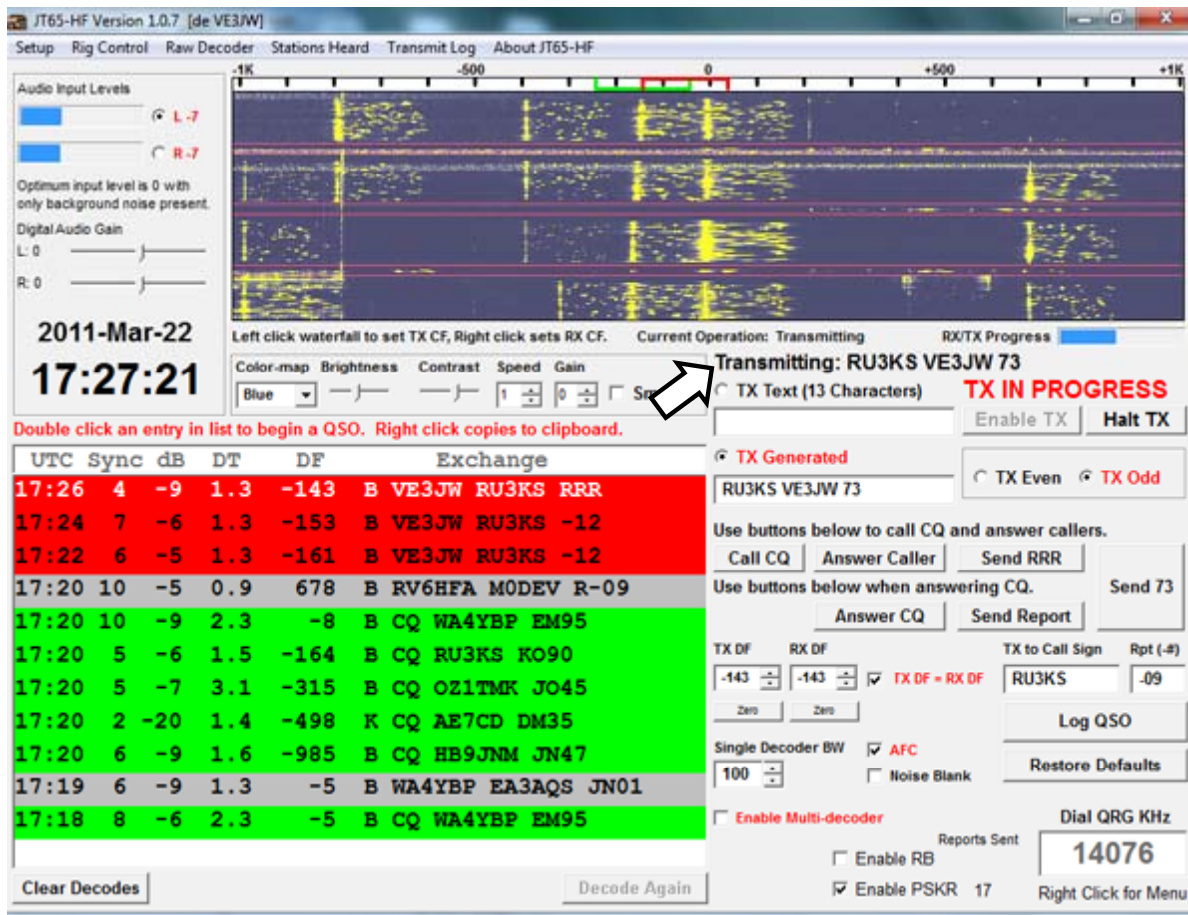 JT65-HF Version 1.0.7 [de VE3JW]
Setup Rig Control Raw Decoder Stations Heard Transmit Log About JT65-HF
-1K -500 0 +500 +1K
Audio Input Levels
L -7
R -7
Optimum input level is 0 with
only background noise present.
Digital Audio Gain
L: 0
R: 0
2011-Mar-22
17:27:21
Left click waterfall to set TX CF, Right click sets RX CF. Current Operation: Transmitting RX/TX Progress
Color-map Brightness Contrast Speed Gain
Blue 1 0
Double click an entry in list to begin a QSO. Right click copies to clipboard.
UTC Sync dB DT DF Exchange
17:26 4 -9 1.3 -143 B VE3JW RU3KS RRR
17:24 7 -6 1.3 -153 B VE3JW RU3KS -12
17:22 6 -5 1.3 -161 B VE3JW RU3KS -12
17:20 10 -5 0.9 678 B RV6HFA M0DEV R-09
17:20 10 -9 2.3 -8 B CQ WA4YBP EM95
17:20 5 -6 1.5 -164 B CQ RU3KS KO90
17:20 5 -7 3.1 -315 B CQ OZ1TMK JO45
17:20 2 -20 1.4 -498 K CQ AE7CD DM35
17:20 6 -9 1.6 -985 B CQ HB9JNM JN47
17:19 6 -9 1.3 -5 B WA4YBP EA3AQS JN01
17:18 8 -6 2.3 -5 B CQ WA4YBP EM95
Clear Decodes Decode Again
Transmitting: RU3KS VE3JW 73
TX Text (13 Characters) TX IN PROGRESS
Enable TX Halt TX
TX Generated
RU3KS VE3JW 73
TX Even TX Odd
Use buttons below to call CQ and answer callers.
Call CQ Answer Caller Send RRR
Use buttons below when answering CQ. Send 73
Answer CQ Send Report
TX DF RX DF TX to Call Sign Rpt (-#)
-143 -143 TX DF = RX DF RU3KS -09
Zero Zero Log QSO
Single Decoder BW AFC
100 Noise Blank Restore Defaults
Enable Multi-decoder Dial QRG KHz
Reports Sent
Enable RB 14076
Enable PSKR 17 Right Click for Menu